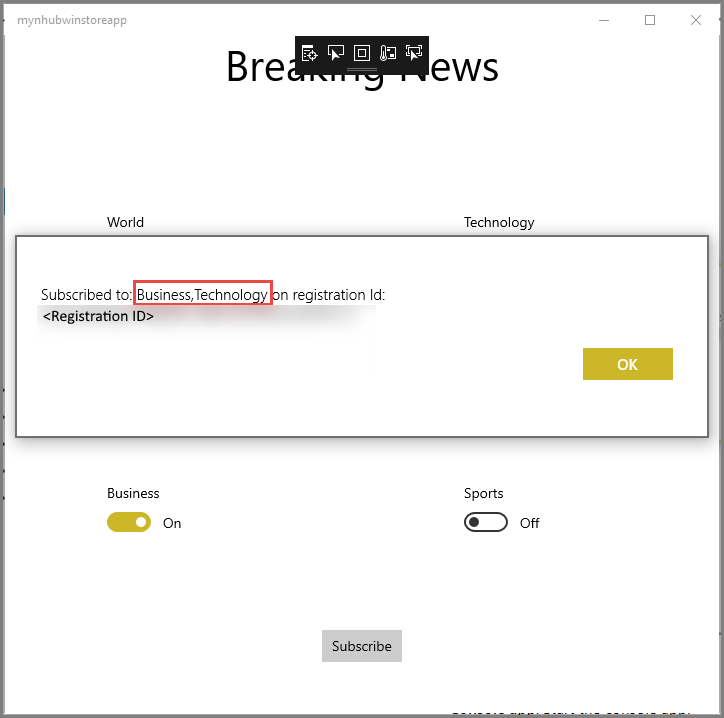 mynhubwinstoreapp
Breaking News
World
Technology
Subscribed to: Business,Technology on registration Id:
<Registration ID>
OK
Business
Sports
On
Off
Subscribe